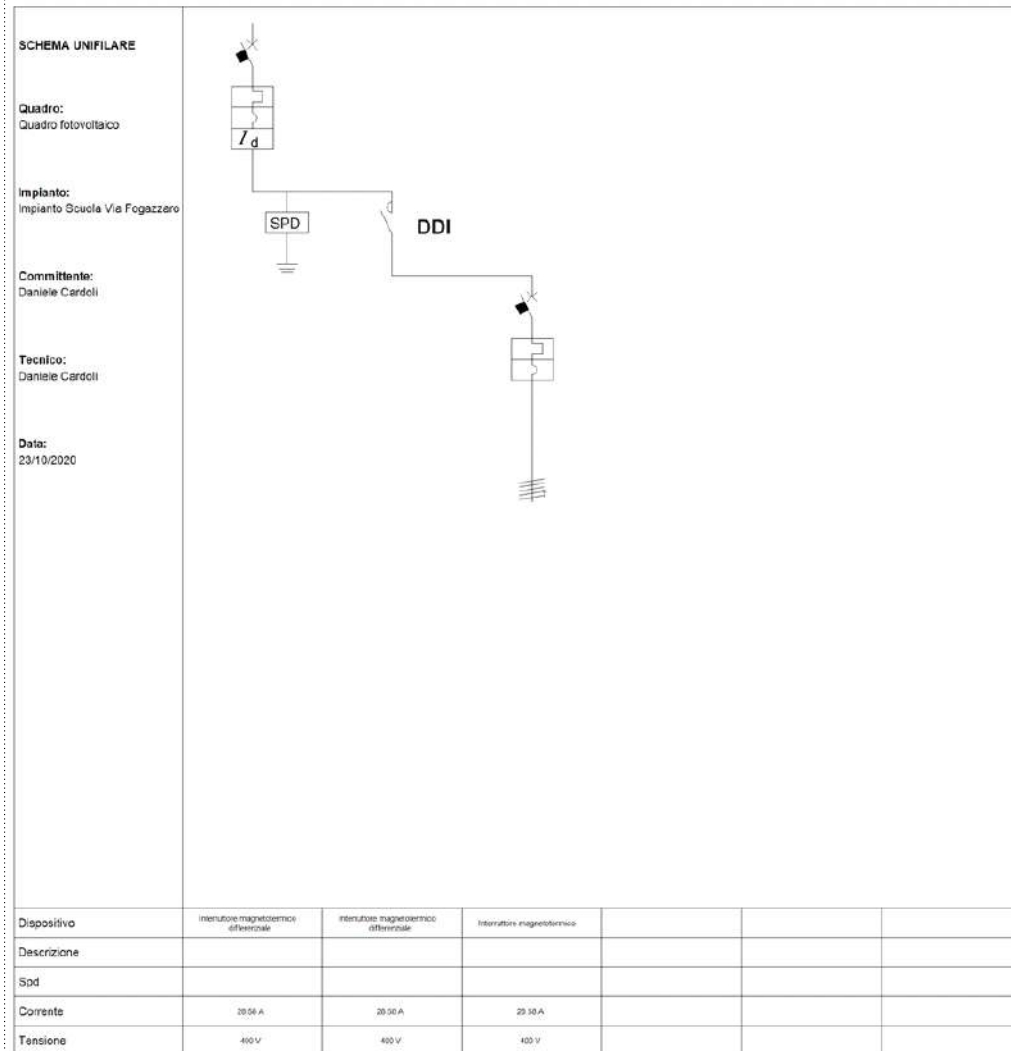 SCHEMA UNIFILARE
Quadro:
Quadro fotovoltaico
Impianto:
Impianto Scuola Via Fogazzaro
Committente:
Daniele Cardoli
Tecnico:
Daniele Cardoli
Data:
23/10/2020
I d
SPD
DDI
Dispositivo
Interruttore magnetotermico
differenziale
Interruttore magnetotermico
differenziale
Interruttore magnetotermico
Descrizione
Spd
Corrente
A
A
A
Tensione
400 V
400 V
400 V